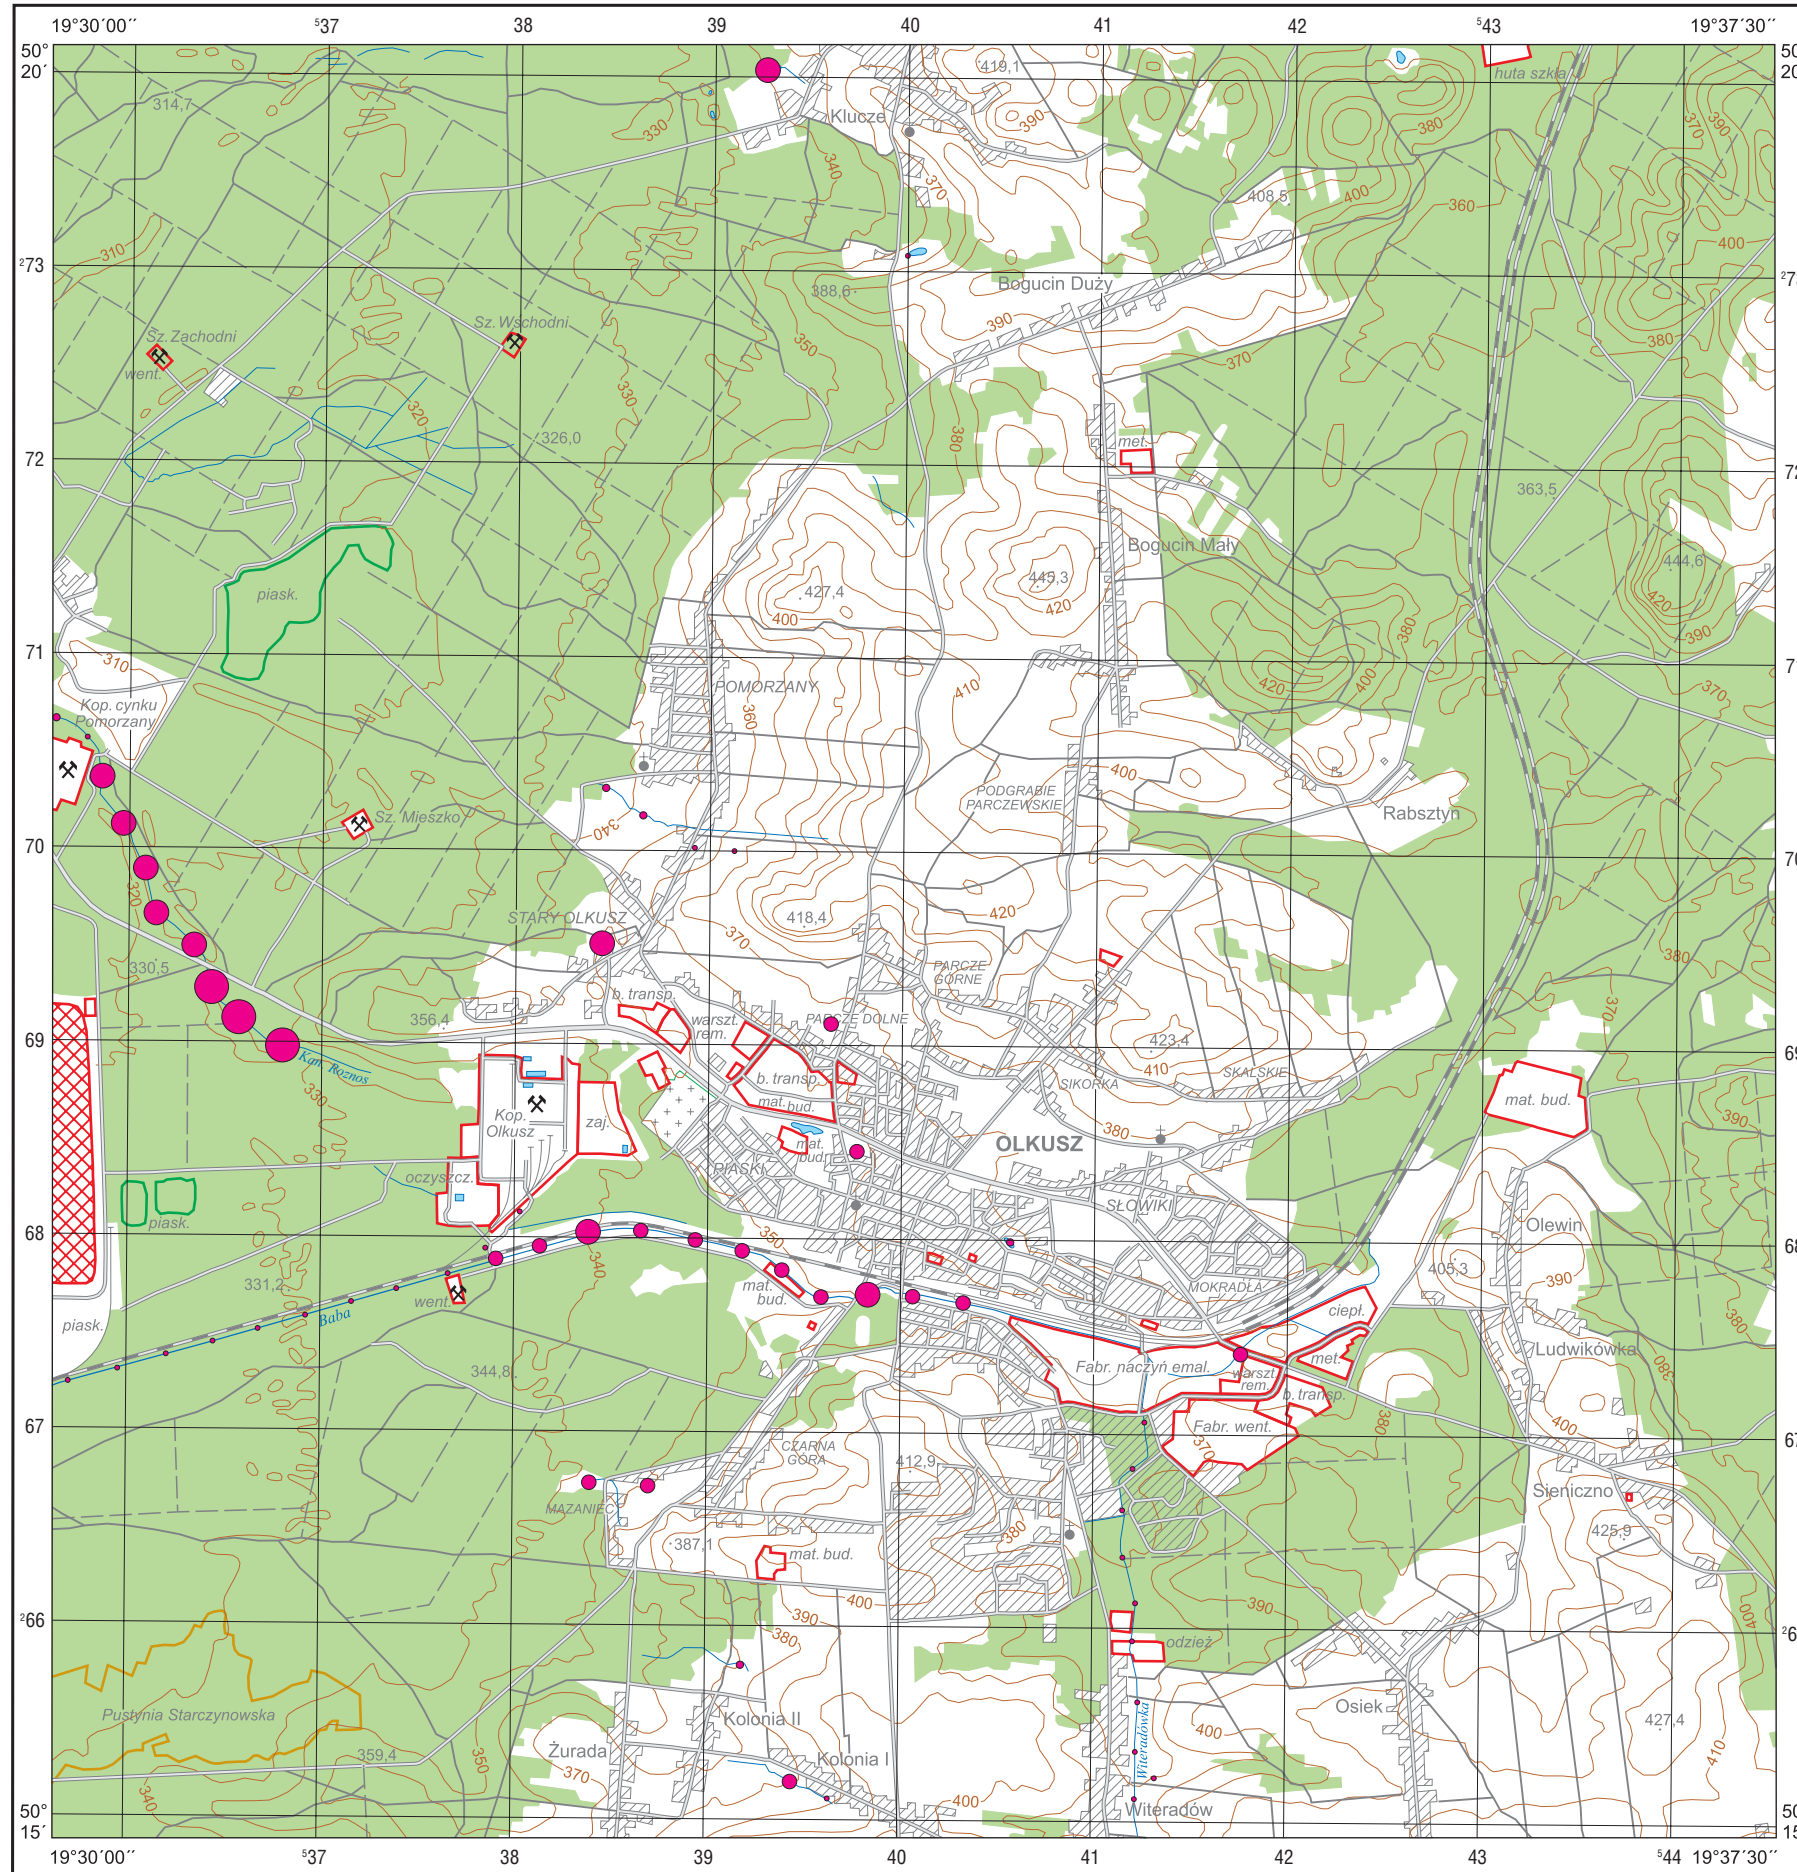 19°30´00´´ ⁵37 38 39 40 41 42 ⁵43 19°37´30´´
50°
20´
50
20
419,1
huta szkła
314,7
Klucze
330
390
380
370
390
340
370
408,5
400
360
400
310
²73
Bogucin Duży
388,6
390
Sz. Wschodni
Sz. Zachodni
went.
350
370
380
330
320
326,0
380
met.
72
363,5
Bogucin Mały
427,4
445,3
444,6
piask.
400
420
420
380
390
71
310
POMORZANY
410
420
400
370
Kop. cynku
Pomorzany
360
400
PODGRABIE
PARCZEWSKIE
Rabsztyn
Sz. Mieszko
340
70
320
STARY OLKUSZ
418,4
420
370
380
330,5
PARCZE
GÓRNE
b. transp.
356,4
warszt.
rem.
PARCZE DOLNE
370
423,4
69
Kan. Roznos
330
b. transp.
mat. bud.
410
SIKORKA
SKALSKIE
mat. bud.
Kop.
Olkusz
zaj.
380
390
OLKUSZ
mat.
bud.
PIASKI
oczyszcz.
SŁOWIKI
piask.
Olewin
68
350
340
405,3
390
331,2
went.
mat.
bud.
MOKRADŁA
Baba
ciepł.
piask.
380
Ludwikówka
Fabr. naczyń emal.
met.
warszt.
rem.
b. transp.
344,8
380
380
67
Fabr. went.
370
400
CZARNA
GÓRA
412,9
MAZANIEC
Sieniczno
387,1
380
425,9
mat. bud.
400
390
390
400
²66
380
odzież
Pustynia Starczynowska
Kolonia II
Osiek
Witeradówka
400
427,4
359,4
350
Żurada
Kolonia I
370
410
340
400
Witeradów
50°
15´
50
15
19°30´00´´ ⁵37 38 39 40 41 42 43 ⁵44 19°37´30´´